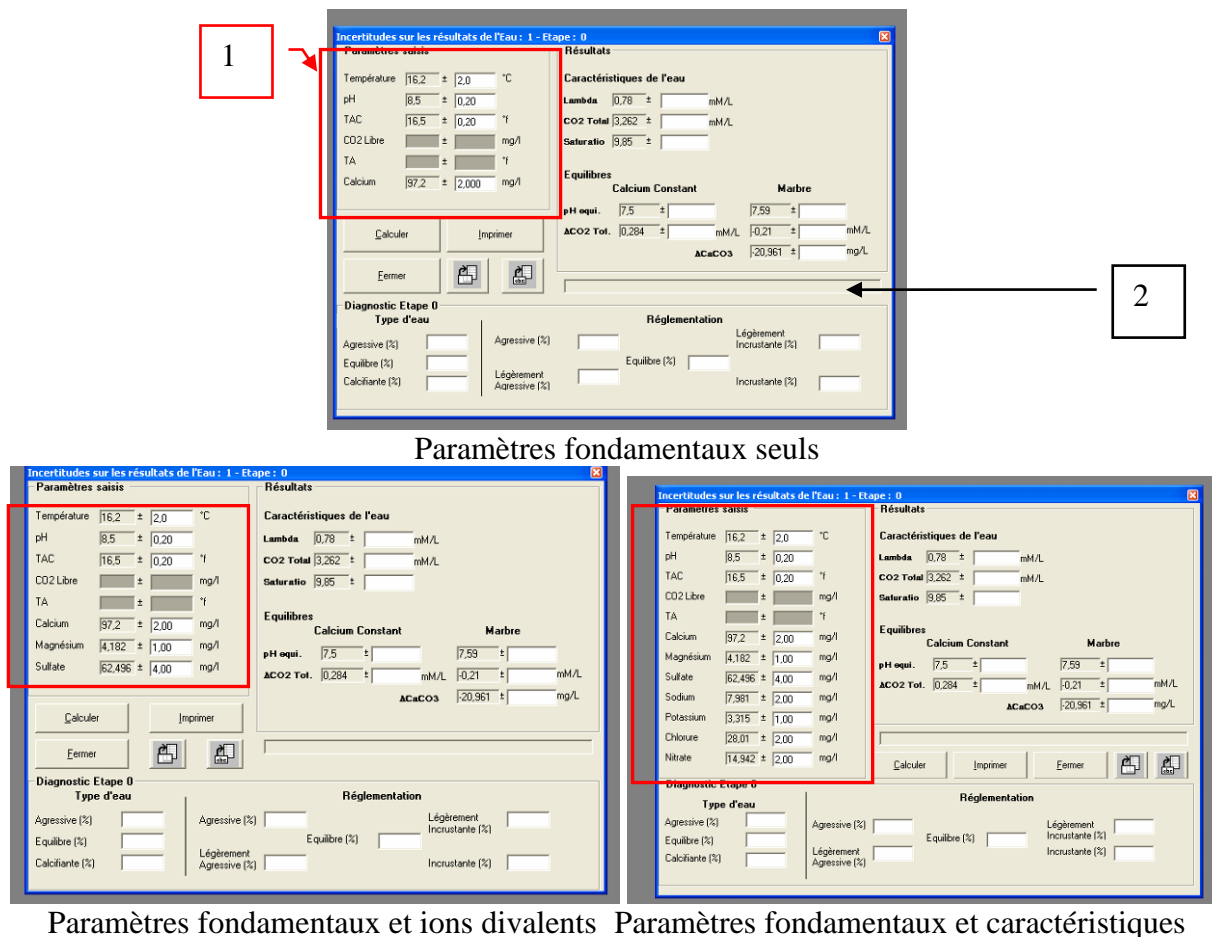 1
Incertitudes sur les résultats de l'Eau : 1 - Etape : 0
Paramètres saisis
Température 16,2 ± 2,0 °C
pH 8,5 ± 0,20
TAC 16,5 ± 0,20 °f
CO2 Libre ± mg/l
TA ± °f
Calcium 97,2 ± 2,000 mg/l
Calculer Imprimer
Fermer
Résultats
Caractéristiques de l'eau
Lambda 0,78 ± mM/L
CO2 Total 3,262 ± mM/L
Saturatio 9,85 ±
Equilibres
Calcium Constant Marbre
pH equi. 7,5 ± 7,59 ±
ΔCO2 Tot. 0,284 ± mM/L -0,21 ± mM/L
ΔCaCO3 -20,961 ± mg/L
2
Diagnostic Etape 0
Type d'eau Réglementation
Agressive (%)
Equilibre (%)
Calcifiante (%)
Agressive (%)
Légèrement
Agressive (%)
Equilibre (%)
Légèrement
Incrustante (%)
Incrustante (%)
Paramètres fondamentaux seuls
Incertitudes sur les résultats de l'Eau : 1 - Etape : 0
Paramètres saisis
Température 16,2 ± 2,0 °C
pH 8,5 ± 0,20
TAC 16,5 ± 0,20 °f
CO2 Libre ± mg/l
TA ± °f
Calcium 97,2 ± 2,00 mg/l
Magnésium 4,182 ± 1,00 mg/l
Sulfate 62,496 ± 4,00 mg/l
Calculer Imprimer
Fermer
Résultats
Caractéristiques de l'eau
Lambda 0,78 ± mM/L
CO2 Total 3,262 ± mM/L
Saturatio 9,85 ±
Equilibres
Calcium Constant Marbre
pH equi. 7,5 ± 7,59 ±
ΔCO2 Tot. 0,284 ± mM/L -0,21 ± mM/L
ΔCaCO3 -20,961 ± mg/L
Diagnostic Etape 0
Type d'eau Réglementation
Agressive (%)
Equilibre (%)
Calcifiante (%)
Agressive (%)
Légèrement
Agressive (%)
Equilibre (%)
Légèrement
Incrustante (%)
Incrustante (%)
Paramètres fondamentaux et ions divalents
Incertitudes sur les résultats de l'Eau : 1 - Etape : 0
Paramètres saisis
Température 16,2 ± 2,0 °C
pH 8,5 ± 0,20
TAC 16,5 ± 0,20 °f
CO2 Libre ± mg/l
TA ± °f
Calcium 97,2 ± 2,00 mg/l
Magnésium 4,182 ± 1,00 mg/l
Sulfate 62,496 ± 4,00 mg/l
Sodium 7,981 ± 2,00 mg/l
Potassium 3,315 ± 1,00 mg/l
Chlorure 28,01 ± 2,00 mg/l
Nitrate 14,942 ± 2,00 mg/l
Résultats
Caractéristiques de l'eau
Lambda 0,78 ± mM/L
CO2 Total 3,262 ± mM/L
Saturatio 9,85 ±
Equilibres
Calcium Constant Marbre
pH equi. 7,5 ± 7,59 ±
ΔCO2 Tot. 0,284 ± mM/L -0,21 ± mM/L
ΔCaCO3 -20,961 ± mg/L
Calculer Imprimer Fermer
Diagnostic Etape 0
Type d'eau Réglementation
Agressive (%)
Equilibre (%)
Calcifiante (%)
Agressive (%)
Légèrement
Agressive (%)
Equilibre (%)
Légèrement
Incrustante (%)
Incrustante (%)
Paramètres fondamentaux et caractéristiques